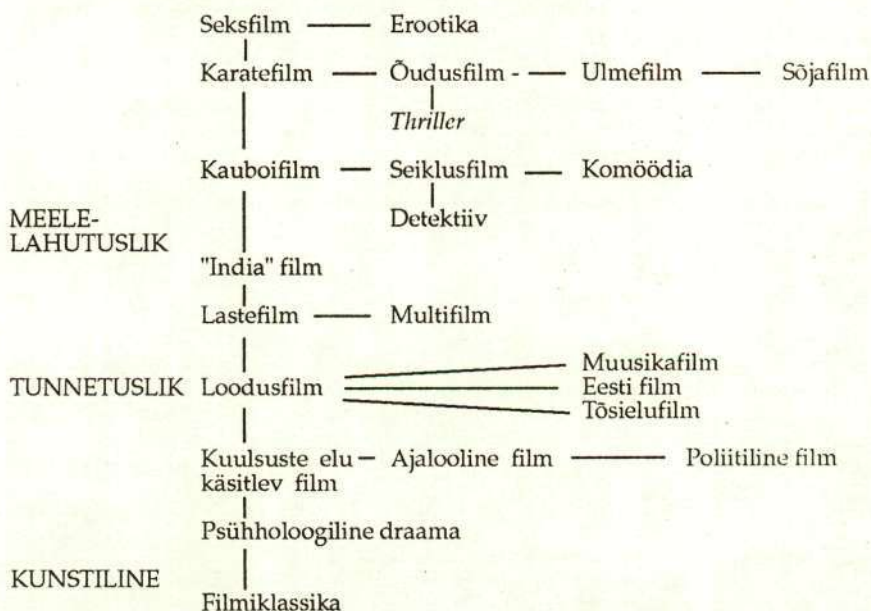 Seksfilm Erootika
Karatefilm Õudusfilm - Ulmefilm Sõjafilm
Thriller
Kauboifilm Seiklusfilm Komöödia
Detektiiv
MEELE-
LAHUTUSLIK
"India" film
Lastefilm Multifilm
Muusikafilm
TUNNETUSLIK Loodusfilm Eesti film
Tõsielufilm
Kuulsuste elu Ajalooline film Poliitiline film
käsitlev film
Psühholoogiline draama
KUNSTILINE
Filmiklassika